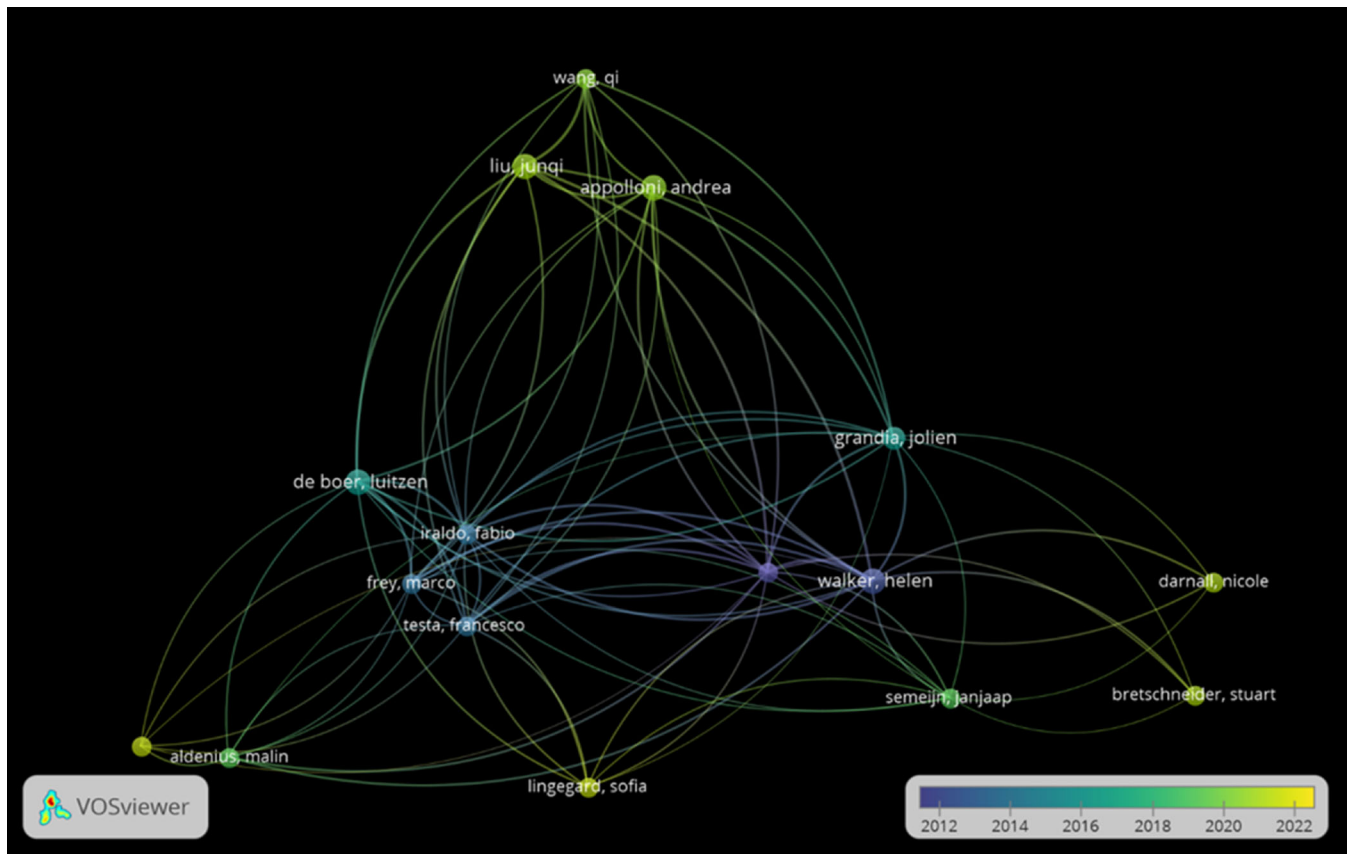 wang, qi
liu, junqi
appolloni, andrea
grandia, jolien
de boer, luitzen
iraldo, fabio
frey, marco
walker, helen
darnall, nicole
testa, francesco
semeijn, janjaap
bretschneider, stuart
aldenius, malin
lingegard, sofia
VOSviewer
2012 2014 2016 2018 2020 2022